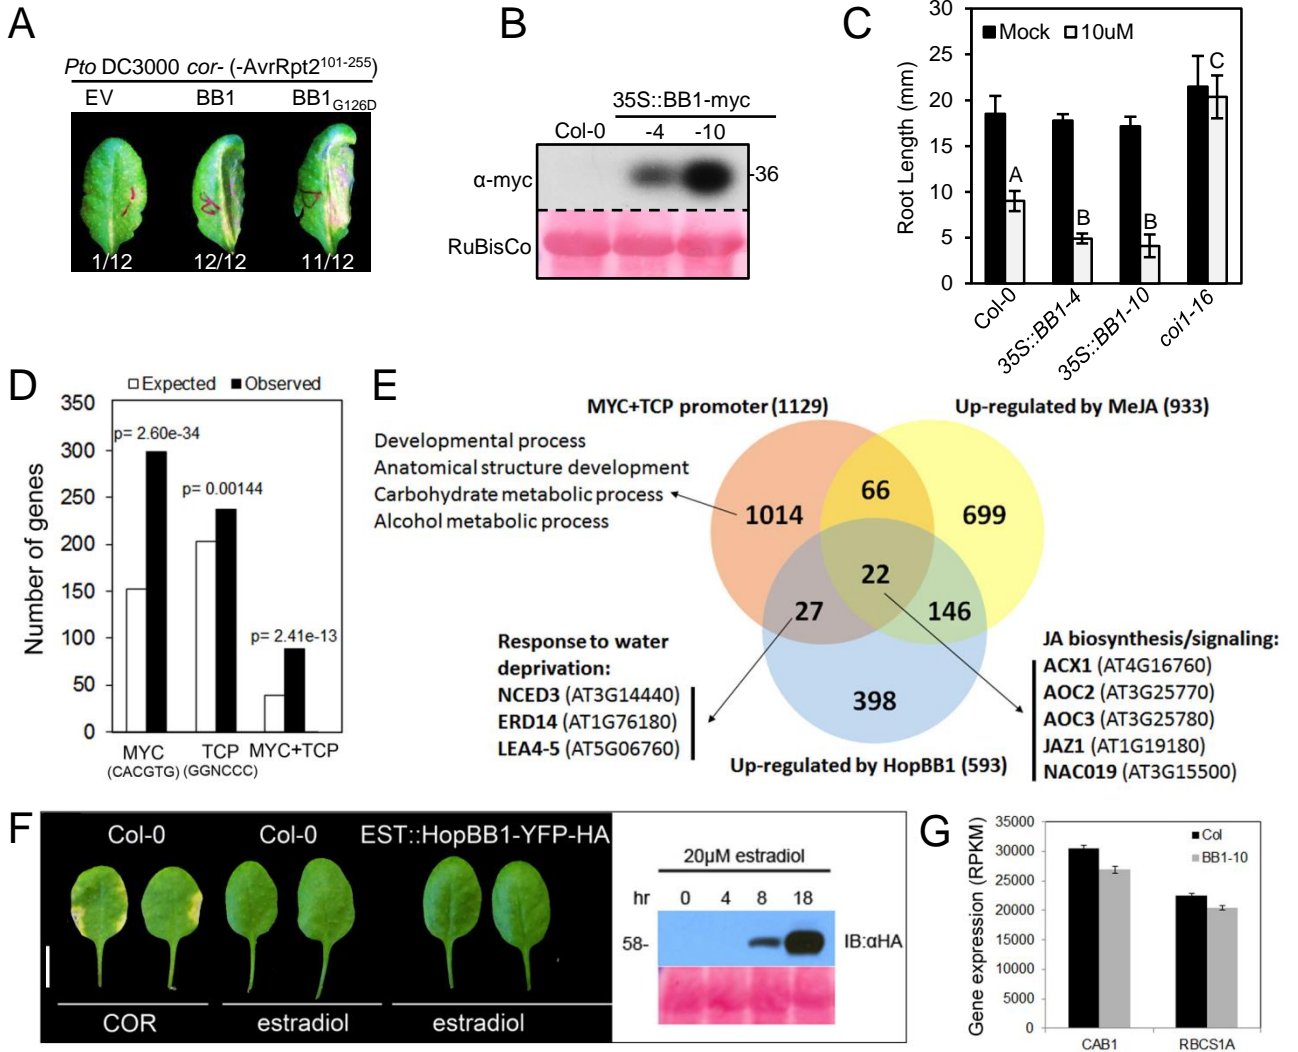 A
Pto DC3000 cor- (-AvrRpt2101-255)
EV BB1 BB1G126D
1/12 12/12 11/12
B
35S::BB1-myc
Col-0 -4 -10
α-myc
-36
RuBisCo
C
Mock 10uM
Root Length (mm)
30
25
20
15
10
5
0
A
B
B
C
Col-0
35S::BB1-4
35S::BB1-10
coi1-16
D
Expected Observed
Number of genes
350
300
250
200
150
100
50
0
p= 2.60e-34
p= 0.00144
p= 2.41e-13
MYC TCP MYC+TCP
(CACGTG) (GGNCCC)
E
MYC+TCP promoter (1129)
Up-regulated by MeJA (933)
Developmental process
Anatomical structure development
Carbohydrate metabolic process
Alcohol metabolic process
1014
66
699
22
27
146
398
Response to water
deprivation:
NCED3 (AT3G14440)
ERD14 (AT1G76180)
LEA4-5 (AT5G06760)
JA biosynthesis/signaling:
ACX1 (AT4G16760)
AOC2 (AT3G25770)
AOC3 (AT3G25780)
JAZ1 (AT1G19180)
NAC019 (AT3G15500)
Up-regulated by HopBB1 (593)
F
Col-0 Col-0 EST::HopBB1-YFP-HA
COR estradiol estradiol
20µM estradiol
hr 0 4 8 18
58-
IB:αHA
G
Gene expression (RPKM)
35000
30000
25000
20000
15000
10000
5000
0
Col
BB1-10
CAB1 RBCS1A